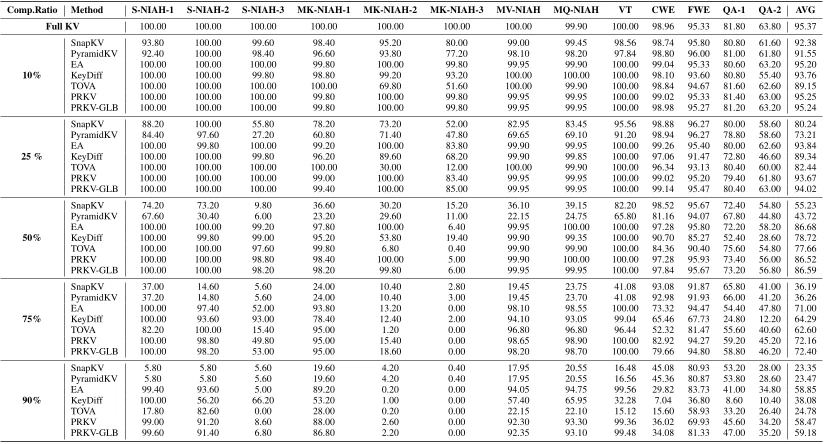 Comp.Ratio Method S-NIAH-1 S-NIAH-2 S-NIAH-3 MK-NIAH-1 MK-NIAH-2 MK-NIAH-3 MV-NIAH MQ-NIAH VT CWE FWE QA-1 QA-2 AVG
Full KV 100.00 100.00 100.00 100.00 100.00 100.00 100.00 99.90 100.00 98.96 95.33 81.80 63.80 95.37
SnapKV 93.80 100.00 99.60 98.40 95.20 80.00 99.00 99.45 98.56 98.74 95.80 80.80 61.60 92.38
PyramidKV 92.40 100.00 98.40 96.60 93.80 77.20 98.10 98.20 97.84 98.80 96.00 81.00 61.80 91.55
EA 100.00 100.00 100.00 99.80 100.00 99.80 99.95 99.90 100.00 99.04 95.33 80.60 63.20 95.20
10% KeyDiff 100.00 100.00 99.80 98.80 99.20 93.20 100.00 100.00 100.00 98.10 93.60 80.80 55.40 93.76
TOVA 100.00 100.00 100.00 100.00 69.80 51.60 100.00 99.90 100.00 98.84 94.67 81.60 62.60 89.15
PRKV 100.00 100.00 100.00 99.80 100.00 99.80 99.95 99.95 100.00 99.02 95.33 81.40 63.00 95.25
PRKV-GLB 100.00 100.00 100.00 99.80 100.00 99.80 99.95 99.95 100.00 98.98 95.27 81.20 63.20 95.24
SnapKV 88.20 100.00 55.80 78.20 73.20 52.00 82.95 83.45 95.56 98.88 96.27 80.00 58.60 80.24
PyramidKV 84.40 97.60 27.20 60.80 71.40 47.80 69.65 69.10 91.20 98.94 96.27 78.80 58.60 73.21
EA 100.00 99.80 100.00 99.20 100.00 83.80 99.90 99.95 100.00 99.26 95.40 80.00 62.60 93.84
25 % KeyDiff 100.00 100.00 99.80 96.20 89.60 68.20 99.90 99.85 100.00 97.06 91.47 72.80 46.60 89.34
TOVA 100.00 100.00 100.00 100.00 30.00 12.00 100.00 99.90 100.00 96.34 93.13 80.40 60.00 82.44
PRKV 100.00 100.00 100.00 99.00 100.00 83.40 99.95 99.95 100.00 99.02 95.20 79.40 61.80 93.67
PRKV-GLB 100.00 100.00 100.00 99.40 100.00 85.00 99.95 99.95 100.00 99.14 95.47 80.40 63.00 94.02
SnapKV 74.20 73.20 9.80 36.60 30.20 15.20 36.10 39.15 82.20 98.52 95.67 72.40 54.80 55.23
PyramidKV 67.60 30.40 6.00 23.20 29.60 11.00 22.15 24.75 65.80 81.16 94.07 67.80 44.80 43.72
EA 100.00 100.00 99.20 97.80 100.00 6.40 99.95 100.00 100.00 97.28 95.80 72.20 58.20 86.68
50% KeyDiff 100.00 99.80 99.00 95.20 53.80 19.40 99.90 99.35 100.00 90.70 85.27 52.40 28.60 78.72
TOVA 100.00 100.00 97.60 99.80 6.80 0.40 99.90 99.90 100.00 84.36 90.40 75.60 54.80 77.66
PRKV 100.00 100.00 98.80 98.40 100.00 5.00 99.90 100.00 100.00 97.28 95.93 73.40 56.00 86.52
PRKV-GLB 100.00 100.00 98.20 98.20 99.80 6.00 99.95 99.95 100.00 97.84 95.67 73.20 56.80 86.59
SnapKV 37.00 14.60 5.60 24.00 10.40 2.80 19.45 23.75 41.08 93.08 91.87 65.80 41.00 36.19
PyramidKV 37.20 14.80 5.60 24.00 10.40 3.00 19.45 23.70 41.08 92.98 91.93 66.00 41.20 36.26
EA 100.00 97.40 52.00 93.80 13.20 0.00 98.10 98.55 100.00 73.32 94.47 54.40 47.80 71.00
75% KeyDiff 100.00 93.60 93.00 78.40 12.40 2.00 94.10 93.05 99.04 65.46 67.73 24.80 12.20 64.29
TOVA 82.20 100.00 15.40 95.00 1.20 0.00 96.80 96.80 96.44 52.32 81.47 55.60 40.60 62.60
PRKV 100.00 98.80 49.80 95.00 15.40 0.00 98.65 98.90 100.00 82.92 94.27 59.20 45.20 72.16
PRKV-GLB 100.00 98.20 53.00 95.00 18.60 0.00 98.20 98.70 100.00 79.66 94.80 58.80 46.20 72.40
SnapKV 5.80 5.80 5.60 19.60 4.20 0.40 17.95 20.55 16.48 45.08 80.93 53.20 28.00 23.35
PyramidKV 5.80 5.80 5.60 19.60 4.20 0.40 17.95 20.55 16.56 45.36 80.87 53.80 28.60 23.47
EA 99.40 93.60 5.00 89.20 0.20 0.00 94.05 94.75 99.56 29.82 83.73 41.00 34.80 58.85
90% KeyDiff 100.00 56.20 66.20 53.20 1.00 0.00 57.40 65.95 32.28 7.04 36.80 8.60 10.40 38.08
TOVA 17.80 82.60 0.00 28.00 0.20 0.00 22.15 22.10 15.12 15.60 58.93 33.20 26.40 24.78
PRKV 99.00 91.20 8.60 88.00 2.60 0.00 92.30 93.30 99.36 36.02 69.93 45.60 34.20 58.47
PRKV-GLB 99.60 91.40 6.80 86.80 2.20 0.00 92.35 93.10 99.48 34.08 81.33 47.00 35.20 59.18